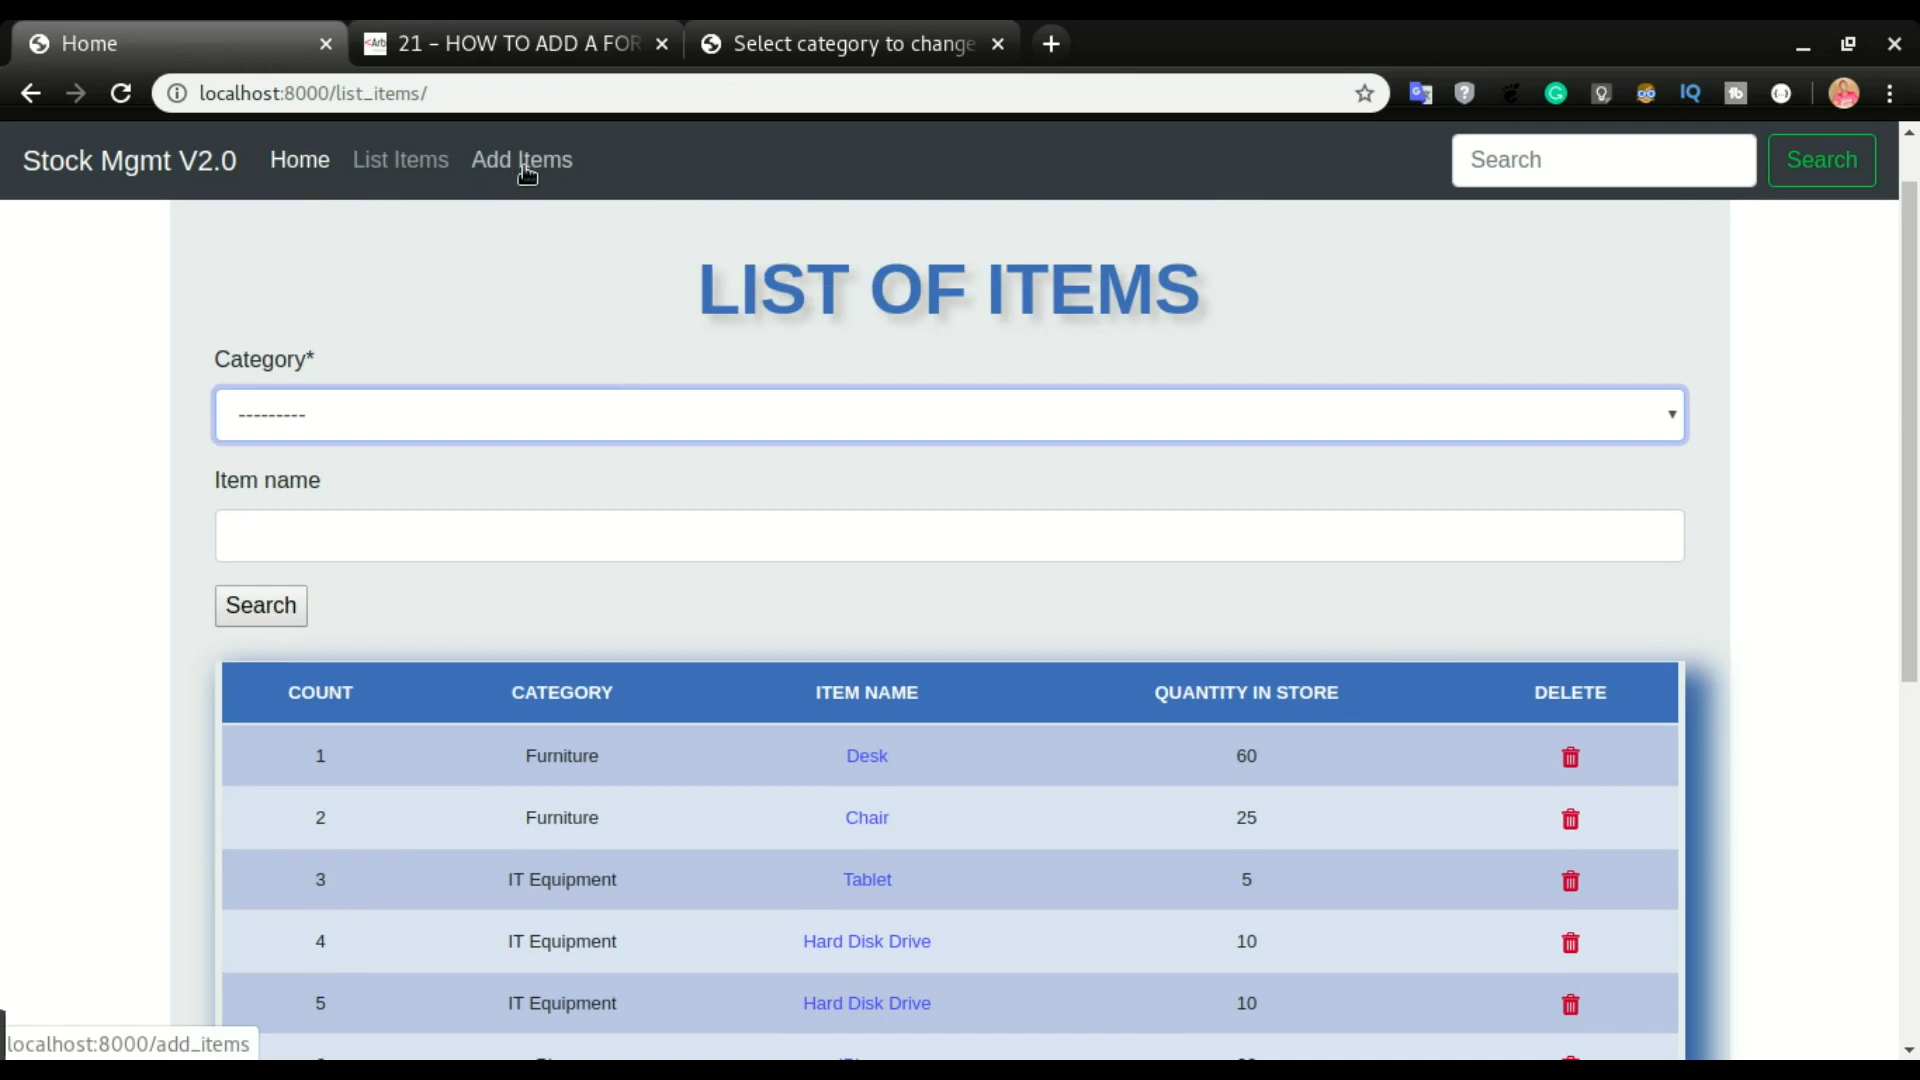 Home
21 – HOW TO ADD A FOR
Select category to change
localhost:8000/list_items/
Stock Mgmt V2.0 Home List Items Add Items Search Search
LIST OF ITEMS
Category*
---------
Item name
Search
COUNT CATEGORY ITEM NAME QUANTITY IN STORE DELETE
1 Furniture Desk 60
2 Furniture Chair 25
3 IT Equipment Tablet 5
4 IT Equipment Hard Disk Drive 10
5 IT Equipment Hard Disk Drive 10
localhost:8000/add_items